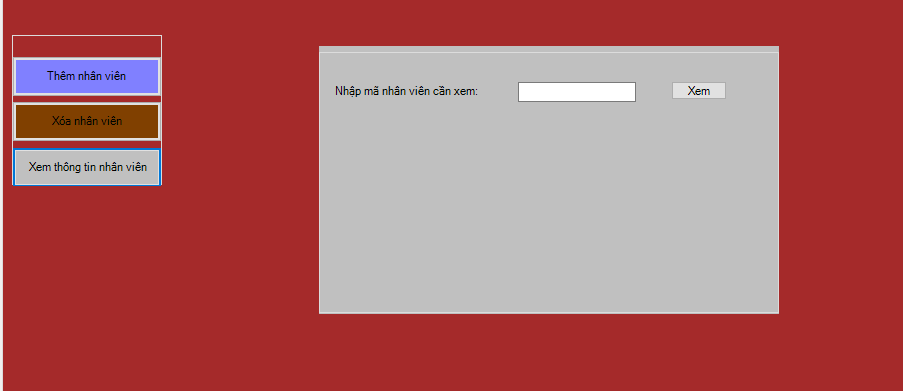 Thêm nhân viên
Xóa nhân viên
Xem thông tin nhân viên
Nhập mã nhân viên cần xem:
Xem